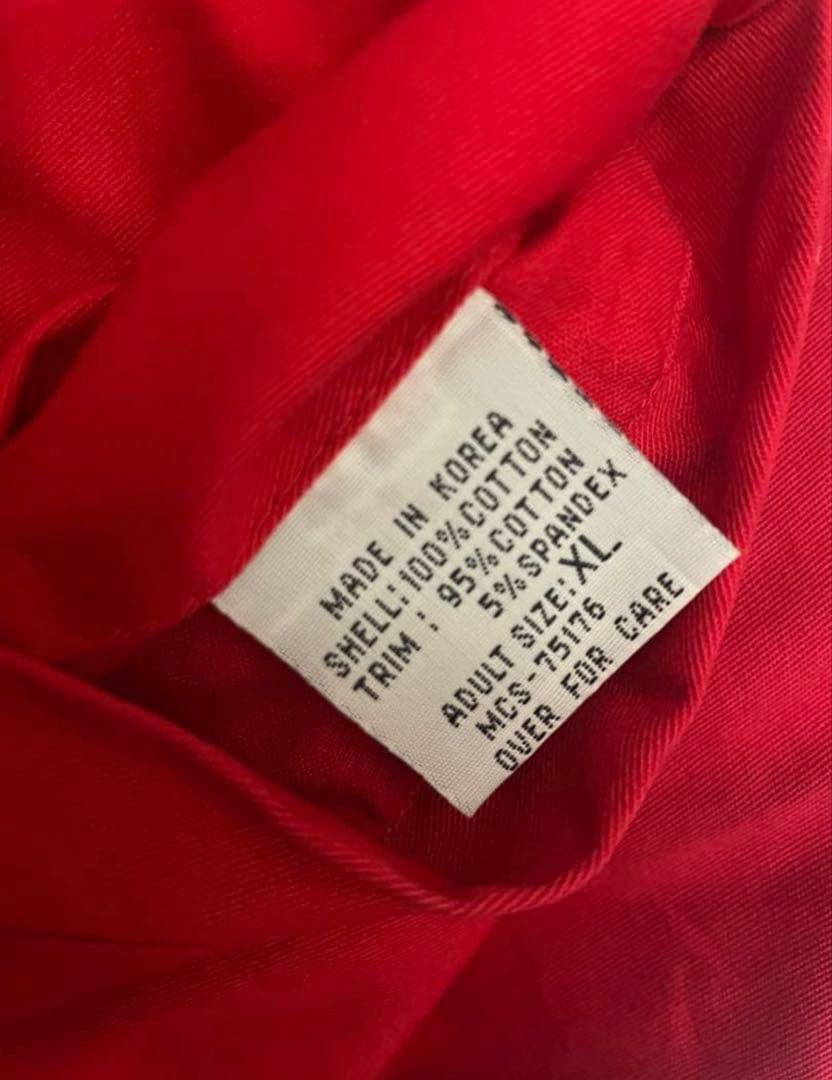 MADE IN KOREA
SHELL:100%COTTON
TRIM : 95%COTTON
5%SPANDEX
ADULT SIZE:XL
MCS-75176
OVER FOR CARE